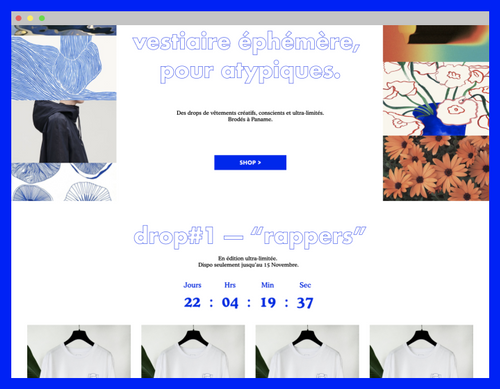 vestiaire éphémère,
pour atypiques.
Des drops de vêtements créatifs, conscients et ultra-limités.
Brodés à Paname.
SHOP >
drop#1 — “rappers”
En édition ultra-limitée.
Dispo seulement jusqu'au 15 Novembre.
Jours Hrs Min Sec
22 : 04 : 19 : 37